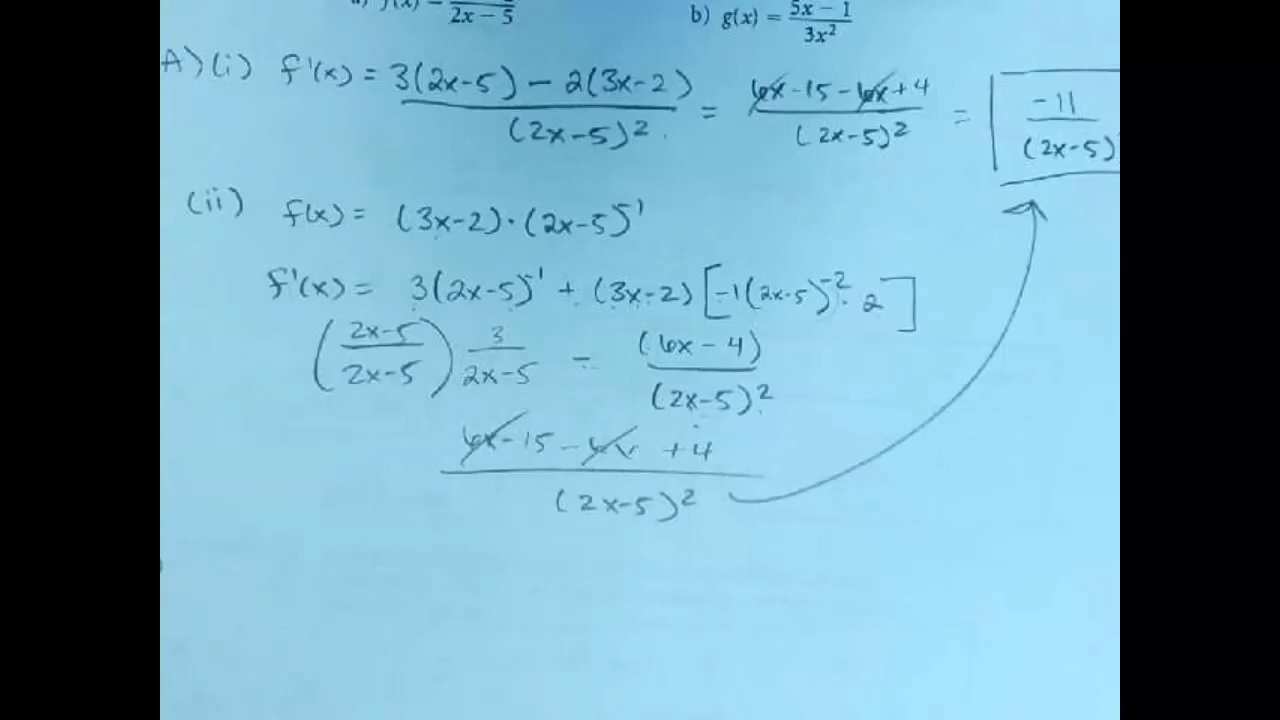 2x − 5
b) g(x) = (5x − 1)/(3x²)
A) (i) f'(x) = (3(2x-5) - 2(3x-2))/((2x-5)²) = (6x - 15 - 6x + 4)/((2x-5)²) = -11/(2x-5)
(ii) f(x) = (3x-2)·(2x-5)⁻¹
f'(x) = 3(2x-5)⁻¹ + (3x-2)[-1(2x-5)⁻²·2]
((2x-5)/(2x-5)) 3/(2x-5) - (6x-4)/((2x-5)²)
(6x-15-6x+4)/((2x-5)²)